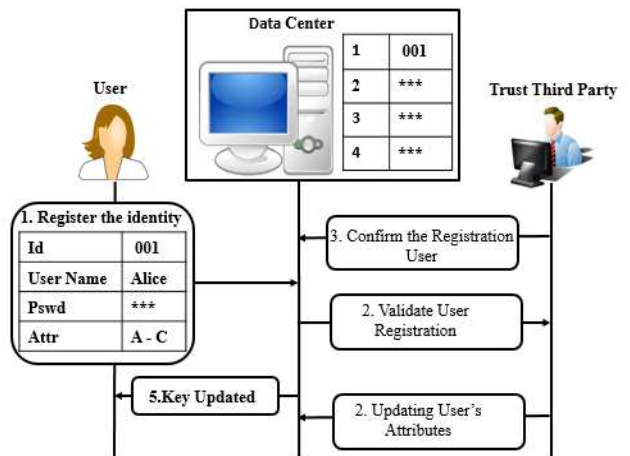 Data Center
1 001
2 ***
3 ***
4 ***
User
Trust Third Party
1. Register the identity
Id 001
User Name Alice
Pswd ***
Attr A - C
3. Confirm the Registration
User
2. Validate User
Registration
5.Key Updated
2. Updating User's
Attributes